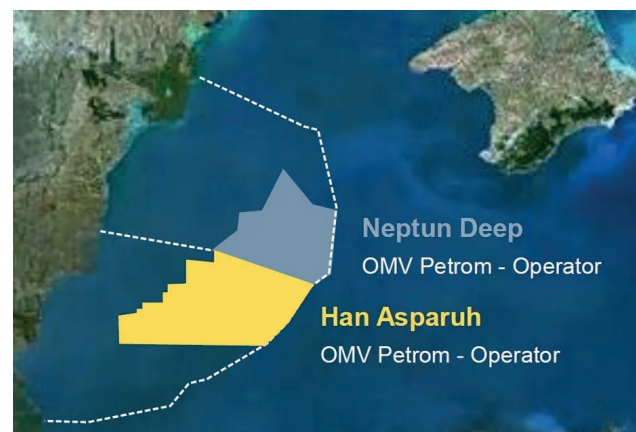 Neptun Deep
OMV Petrom - Operator
Han Asparuh
OMV Petrom - Operator